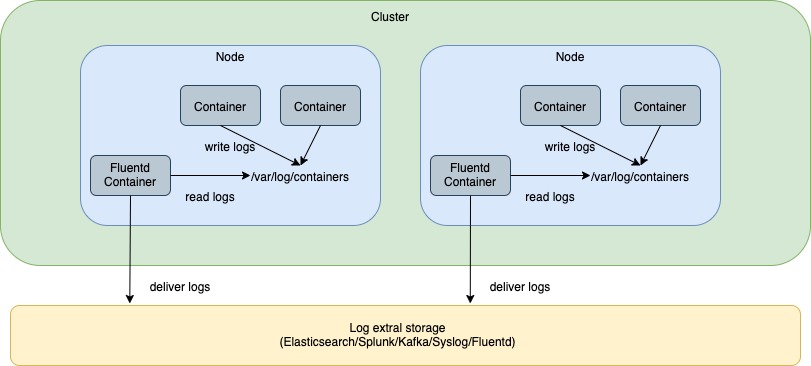 Cluster
Node
Node
Container
Container
Container
Container
write logs
write logs
Fluentd
Container
/var/log/containers
Fluentd
Container
/var/log/containers
read logs
read logs
deliver logs
deliver logs
Log extral storage
(Elasticsearch/Splunk/Kafka/Syslog/Fluentd)